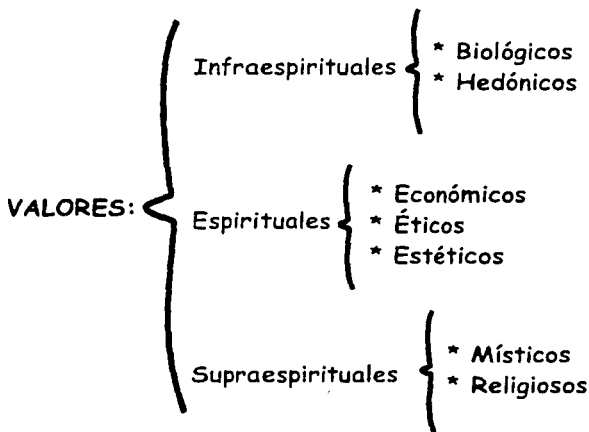 VALORES:
Infraespirituales
* Biológicos
* Hedónicos
Espirituales
* Económicos
* Éticos
* Estéticos
Supraespirituales
* Místicos
* Religiosos